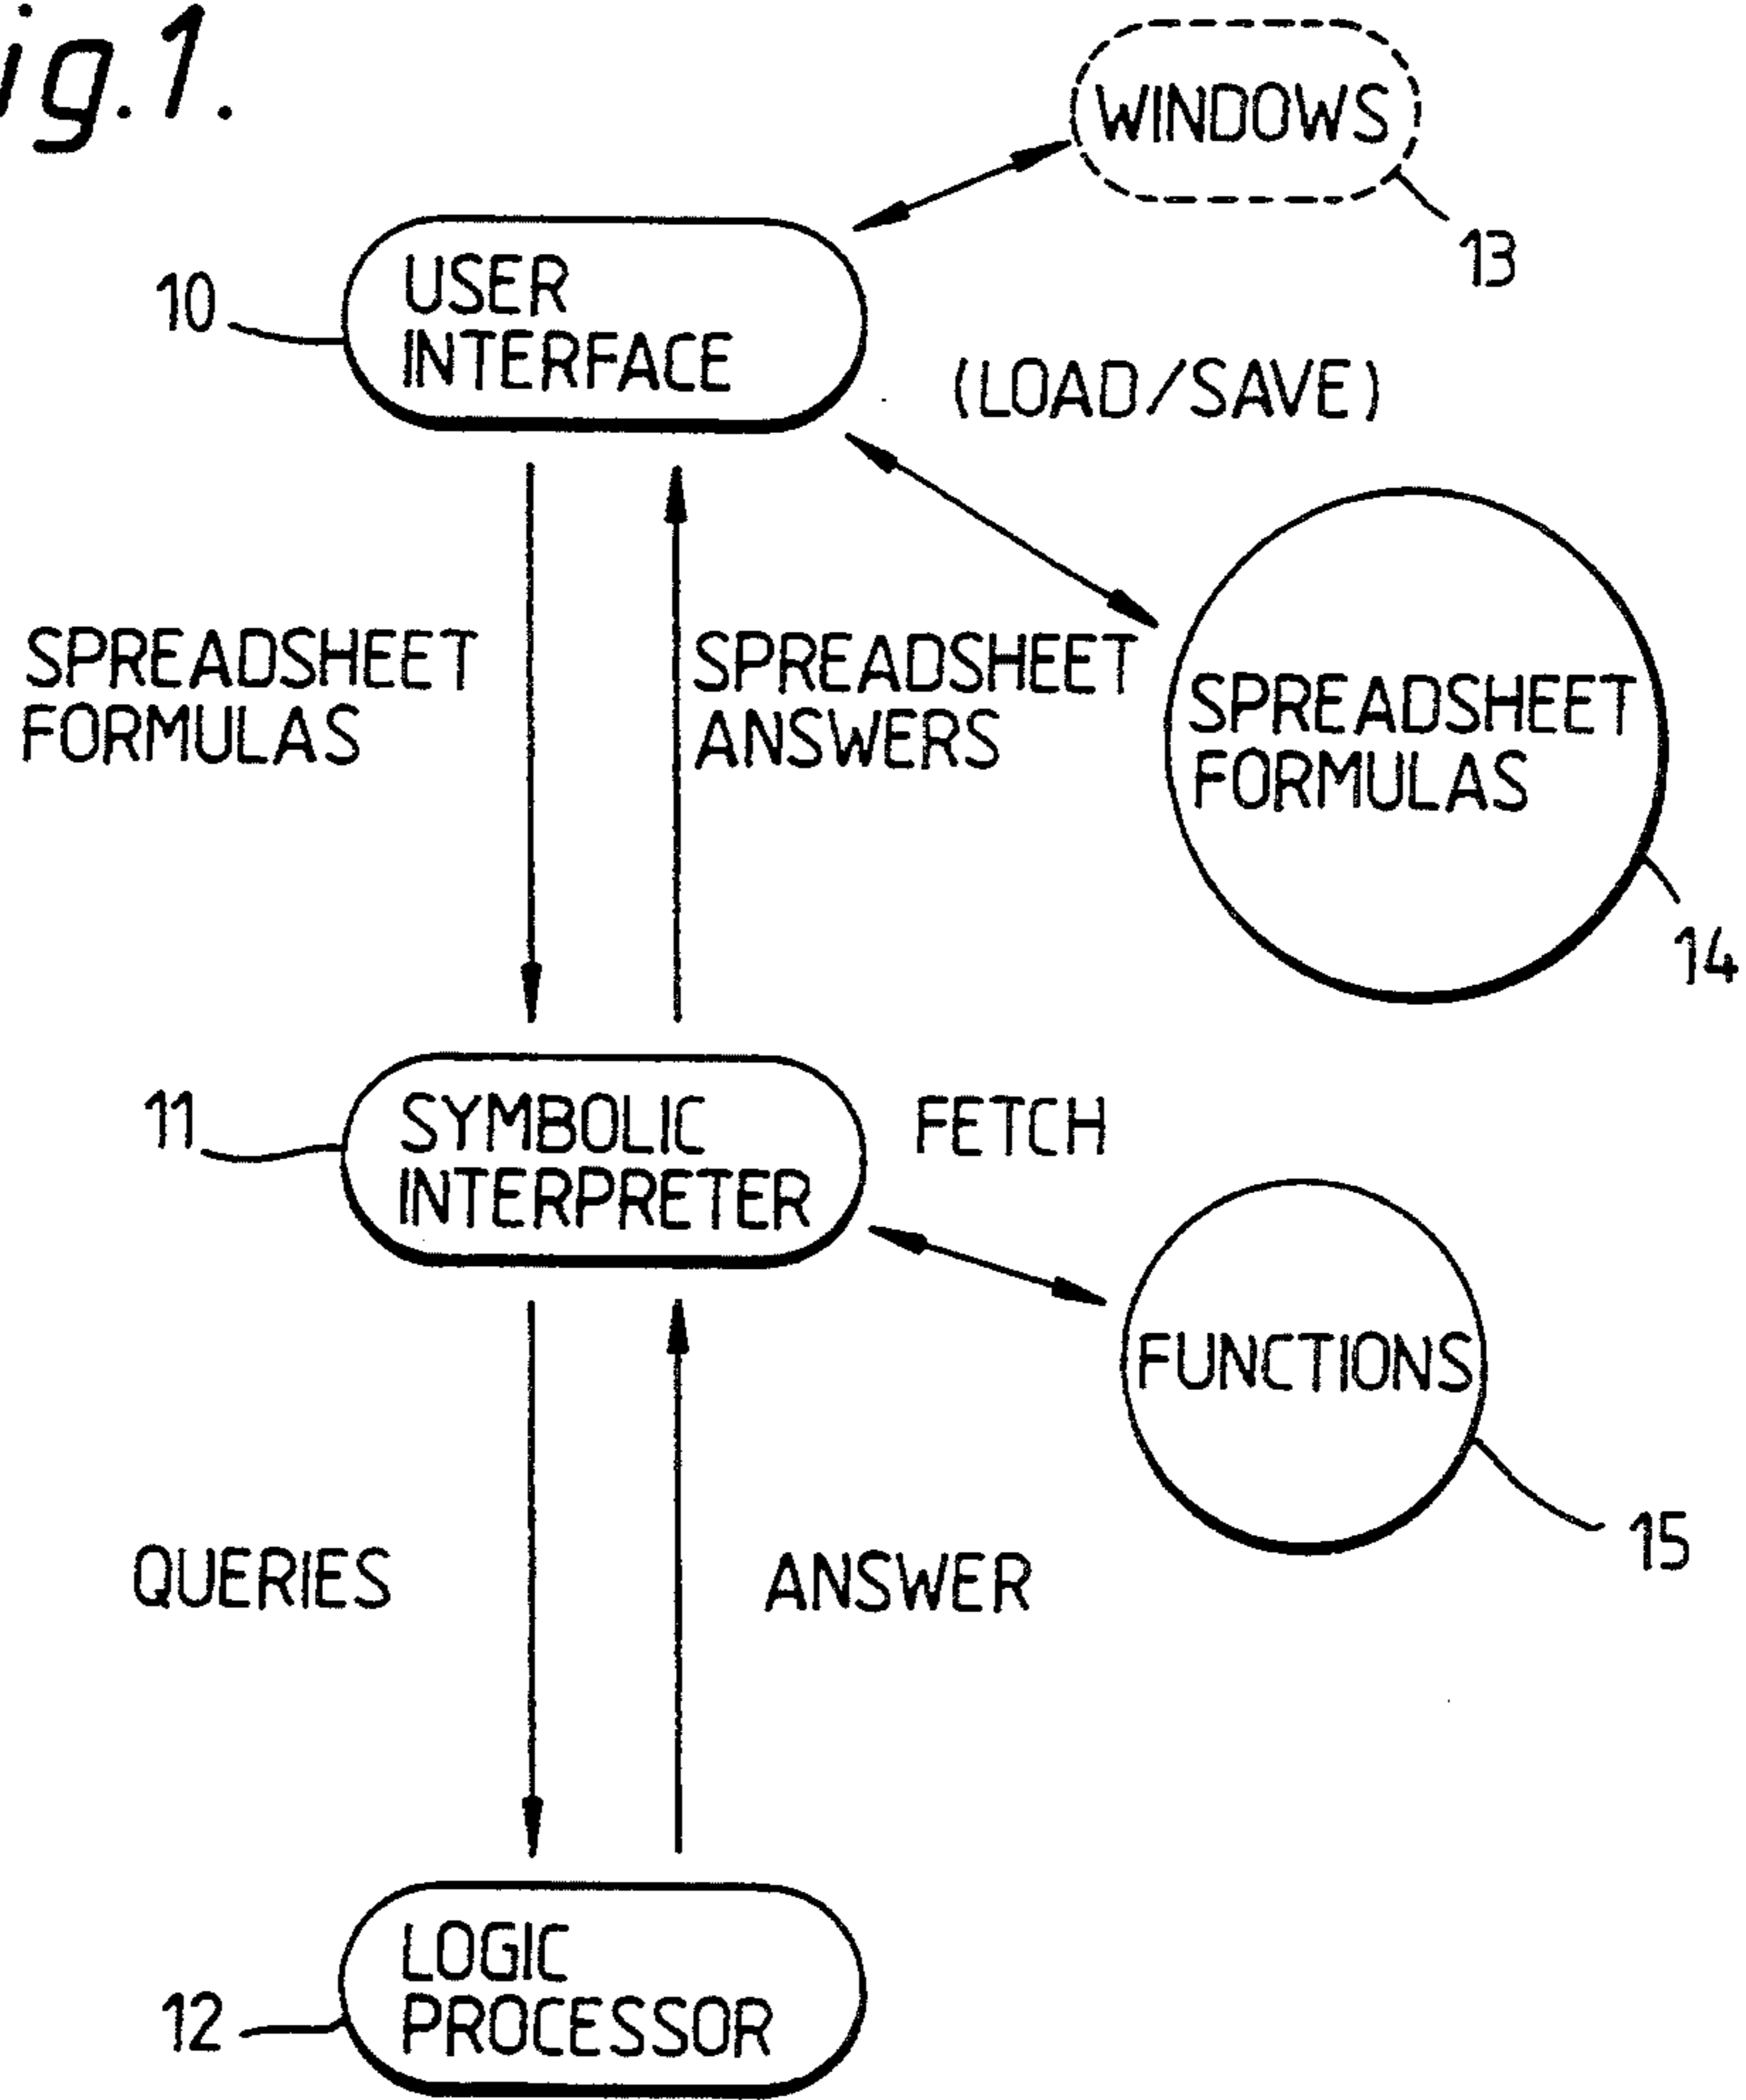 ig.1.
WINDOWS
13
10
USER
INTERFACE
(LOAD/SAVE)
SPREADSHEET
FORMULAS
SPREADSHEET
ANSWERS
SPREADSHEET
FORMULAS
14
11
SYMBOLIC
INTERPRETER
FETCH
FUNCTIONS
15
QUERIES
ANSWER
LOGIC
PROCESSOR
12